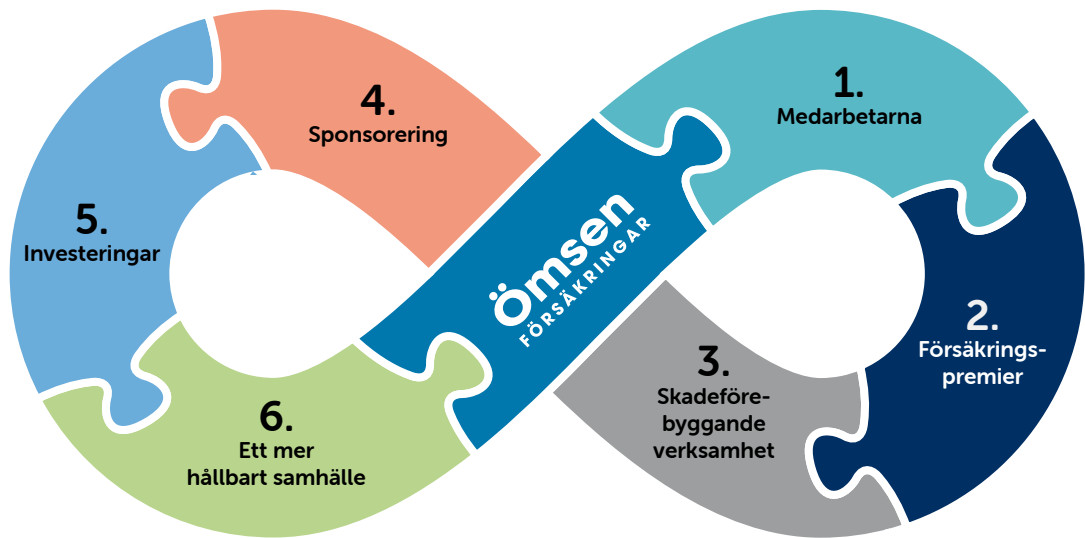 1.
Medarbetarna
2.
Försäkrings-
premier
3.
Skadeföre-
byggande
verksamhet
4.
Sponsorering
5.
Investeringar
6.
Ett mer
hållbart samhälle
Ömsen
FÖRSÄKRINGAR